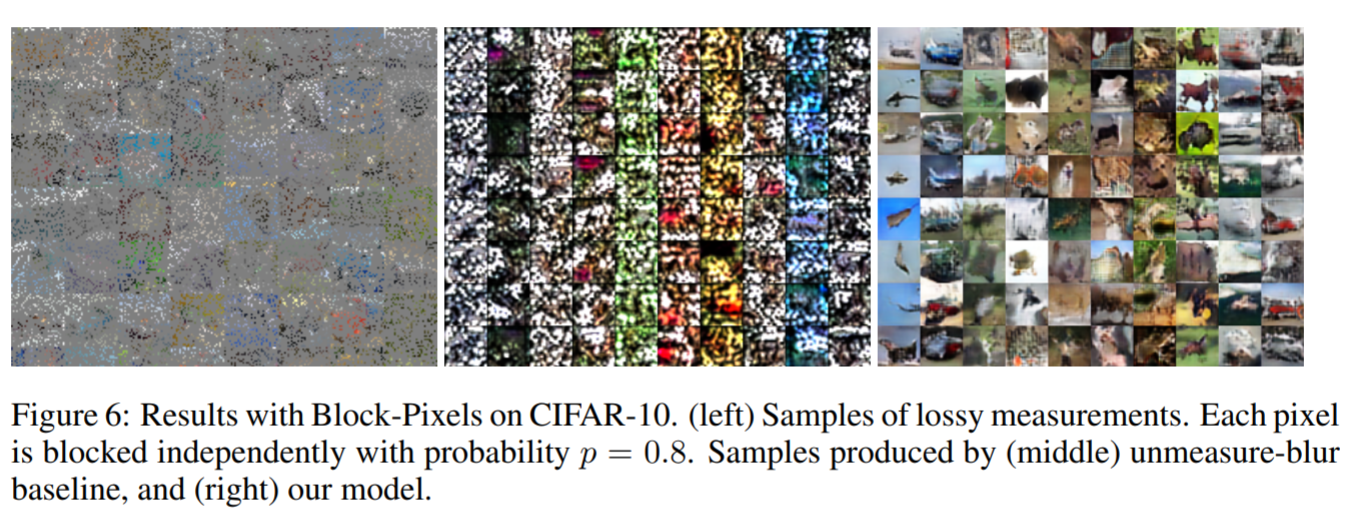 Figure 6: Results with Block-Pixels on CIFAR-10. (left) Samples of lossy measurements. Each pixel
is blocked independently with probability p = 0.8. Samples produced by (middle) unmeasure-blur
baseline, and (right) our model.